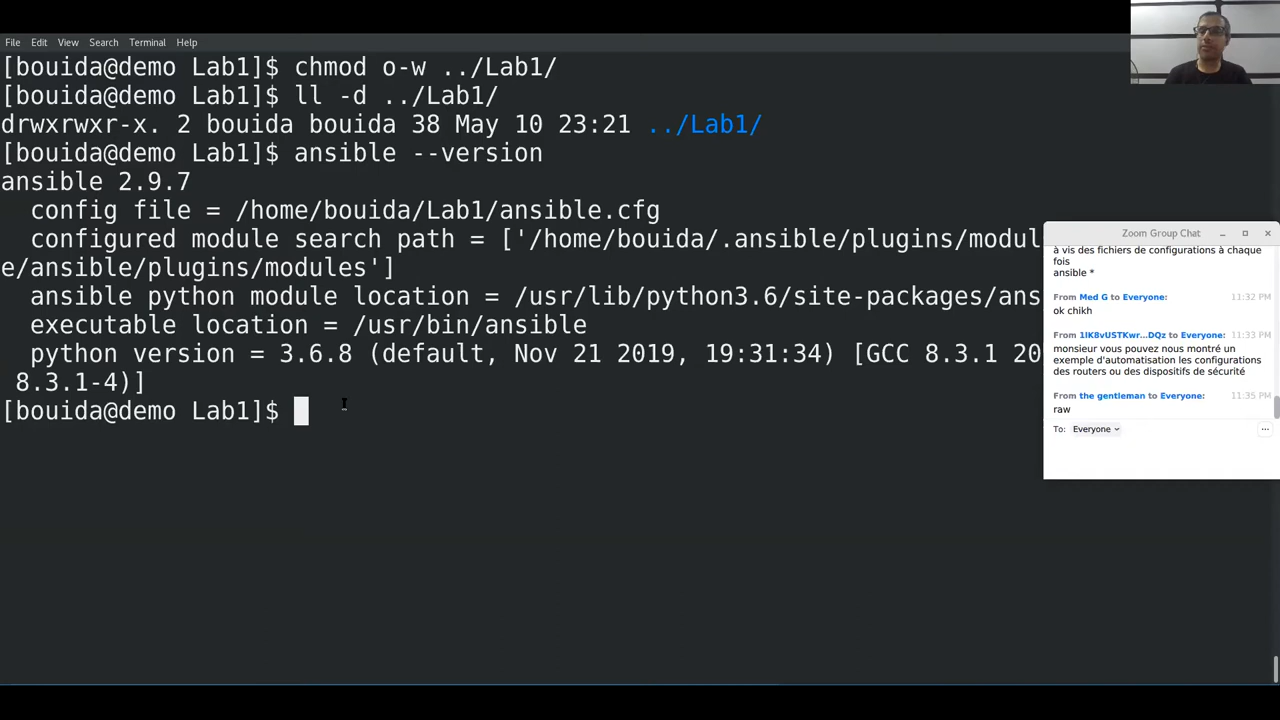 File Edit View Search Terminal Help
[bouida@demo Lab1]$ chmod o-w ../Lab1/
[bouida@demo Lab1]$ ll -d ../Lab1/
drwxrwxr-x. 2 bouida bouida 38 May 10 23:21 ../Lab1/
[bouida@demo Lab1]$ ansible --version
ansible 2.9.7
config file = /home/bouida/Lab1/ansible.cfg
configured module search path = ['/home/bouida/.ansible/plugins/modul
e/ansible/plugins/modules']
ansible python module location = /usr/lib/python3.6/site-packages/ans
executable location = /usr/bin/ansible
python version = 3.6.8 (default, Nov 21 2019, 19:31:34) [GCC 8.3.1 20
8.3.1-4)]
[bouida@demo Lab1]$
Zoom Group Chat
à vis des fichiers de configurations à chaque
fois
ansible *
From Med G to Everyone: 11:32 PM
ok chikh
From 1IK8vUSTKwr...DQz to Everyone: 11:33 PM
monsieur vous pouvez nous montré un
exemple d'automatisation les configurations
des routers ou des dispositifs de sécurité
From the gentleman to Everyone: 11:35 PM
raw
To: Everyone